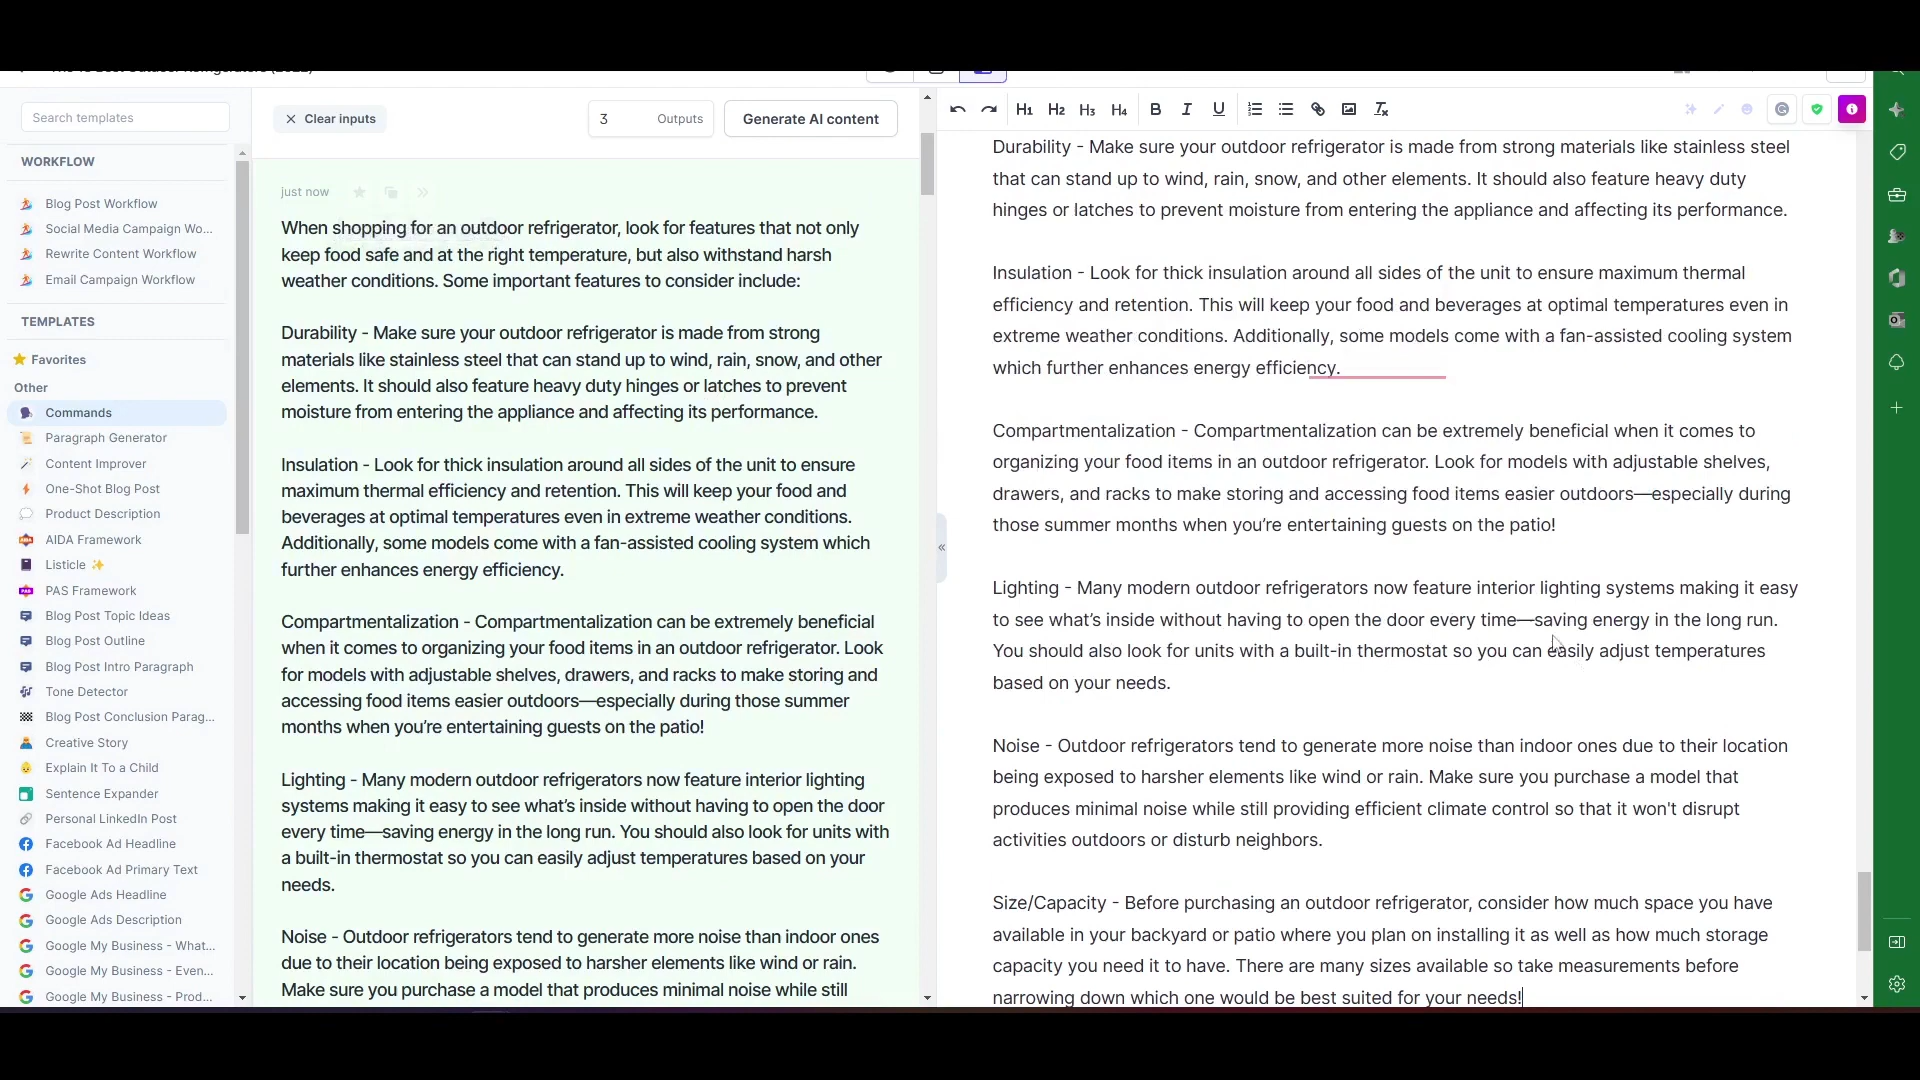 Search templates
WORKFLOW
Blog Post Workflow
Social Media Campaign Wo...
Rewrite Content Workflow
Email Campaign Workflow
TEMPLATES
Favorites
Other
Commands
Paragraph Generator
Content Improver
One-Shot Blog Post
Product Description
AIDA Framework
Listicle ✨
PAS Framework
Blog Post Topic Ideas
Blog Post Outline
Blog Post Intro Paragraph
Tone Detector
Blog Post Conclusion Parag...
Creative Story
Explain It To a Child
Sentence Expander
Personal LinkedIn Post
Facebook Ad Headline
Facebook Ad Primary Text
Google Ads Headline
Google Ads Description
Google My Business - What...
Google My Business - Even...
Google My Business - Prod...
Clear inputs
3 Outputs
Generate AI content
just now
When shopping for an outdoor refrigerator, look for features that not only
keep food safe and at the right temperature, but also withstand harsh
weather conditions. Some important features to consider include:
Durability - Make sure your outdoor refrigerator is made from strong
materials like stainless steel that can stand up to wind, rain, snow, and other
elements. It should also feature heavy duty hinges or latches to prevent
moisture from entering the appliance and affecting its performance.
Insulation - Look for thick insulation around all sides of the unit to ensure
maximum thermal efficiency and retention. This will keep your food and
beverages at optimal temperatures even in extreme weather conditions.
Additionally, some models come with a fan-assisted cooling system which
further enhances energy efficiency.
Compartmentalization - Compartmentalization can be extremely beneficial
when it comes to organizing your food items in an outdoor refrigerator. Look
for models with adjustable shelves, drawers, and racks to make storing and
accessing food items easier outdoors—especially during those summer
months when you’re entertaining guests on the patio!
Lighting - Many modern outdoor refrigerators now feature interior lighting
systems making it easy to see what’s inside without having to open the door
every time—saving energy in the long run. You should also look for units with
a built-in thermostat so you can easily adjust temperatures based on your
needs.
Noise - Outdoor refrigerators tend to generate more noise than indoor ones
due to their location being exposed to harsher elements like wind or rain.
Make sure you purchase a model that produces minimal noise while still
H1 H2 H3 H4 B I U
Durability - Make sure your outdoor refrigerator is made from strong materials like stainless steel
that can stand up to wind, rain, snow, and other elements. It should also feature heavy duty
hinges or latches to prevent moisture from entering the appliance and affecting its performance.
Insulation - Look for thick insulation around all sides of the unit to ensure maximum thermal
efficiency and retention. This will keep your food and beverages at optimal temperatures even in
extreme weather conditions. Additionally, some models come with a fan-assisted cooling system
which further enhances energy efficiency.
Compartmentalization - Compartmentalization can be extremely beneficial when it comes to
organizing your food items in an outdoor refrigerator. Look for models with adjustable shelves,
drawers, and racks to make storing and accessing food items easier outdoors—especially during
those summer months when you’re entertaining guests on the patio!
Lighting - Many modern outdoor refrigerators now feature interior lighting systems making it easy
to see what’s inside without having to open the door every time—saving energy in the long run.
You should also look for units with a built-in thermostat so you can easily adjust temperatures
based on your needs.
Noise - Outdoor refrigerators tend to generate more noise than indoor ones due to their location
being exposed to harsher elements like wind or rain. Make sure you purchase a model that
produces minimal noise while still providing efficient climate control so that it won't disrupt
activities outdoors or disturb neighbors.
Size/Capacity - Before purchasing an outdoor refrigerator, consider how much space you have
available in your backyard or patio where you plan on installing it as well as how much storage
capacity you need it to have. There are many sizes available so take measurements before
narrowing down which one would be best suited for your needs!